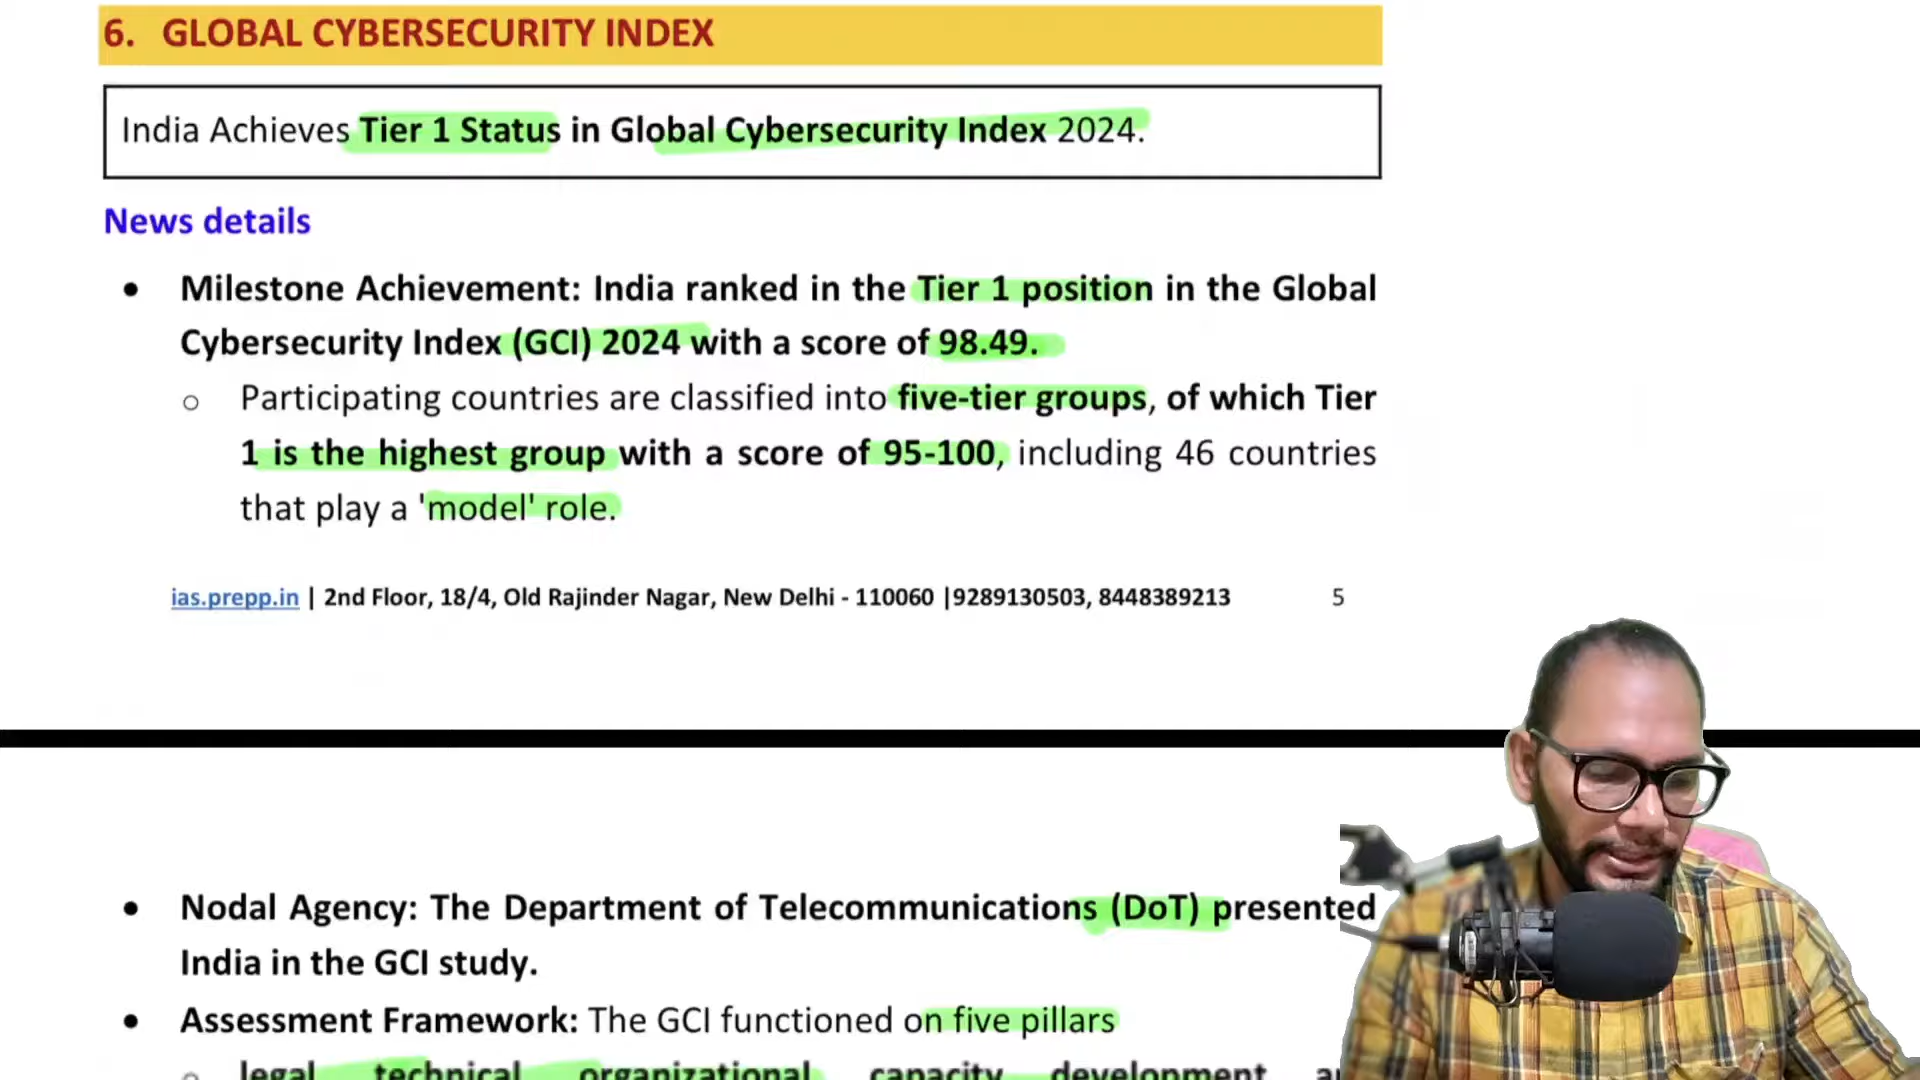 6. GLOBAL CYBERSECURITY INDEX
India Achieves Tier 1 Status in Global Cybersecurity Index 2024.
News details
• Milestone Achievement: India ranked in the Tier 1 position in the Global
Cybersecurity Index (GCI) 2024 with a score of 98.49.
○ Participating countries are classified into five-tier groups, of which Tier
1 is the highest group with a score of 95-100, including 46 countries
that play a 'model' role.
ias.prepp.in | 2nd Floor, 18/4, Old Rajinder Nagar, New Delhi - 110060 |9289130503, 8448389213 5
• Nodal Agency: The Department of Telecommunications (DoT) presented
India in the GCI study.
• Assessment Framework: The GCI functioned on five pillars
○ legal technical organizational capacity development